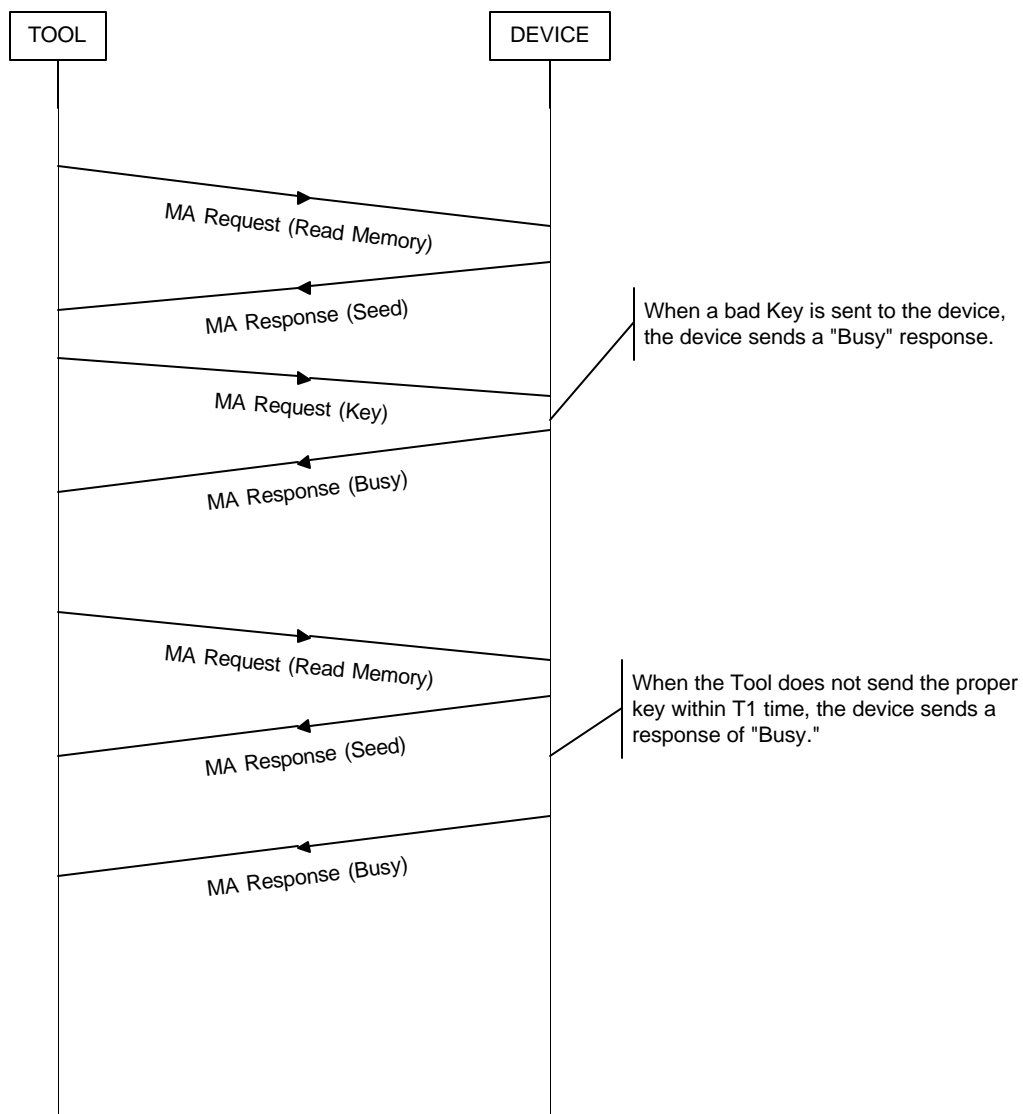 TOOL
DEVICE
MA Request (Read Memory)
MA Response (Seed)
When a bad Key is sent to the device,
the device sends a "Busy" response.
MA Request (Key)
MA Response (Busy)
MA Request (Read Memory)
When the Tool does not send the proper
key within T1 time, the device sends a
response of "Busy."
MA Response (Seed)
MA Response (Busy)